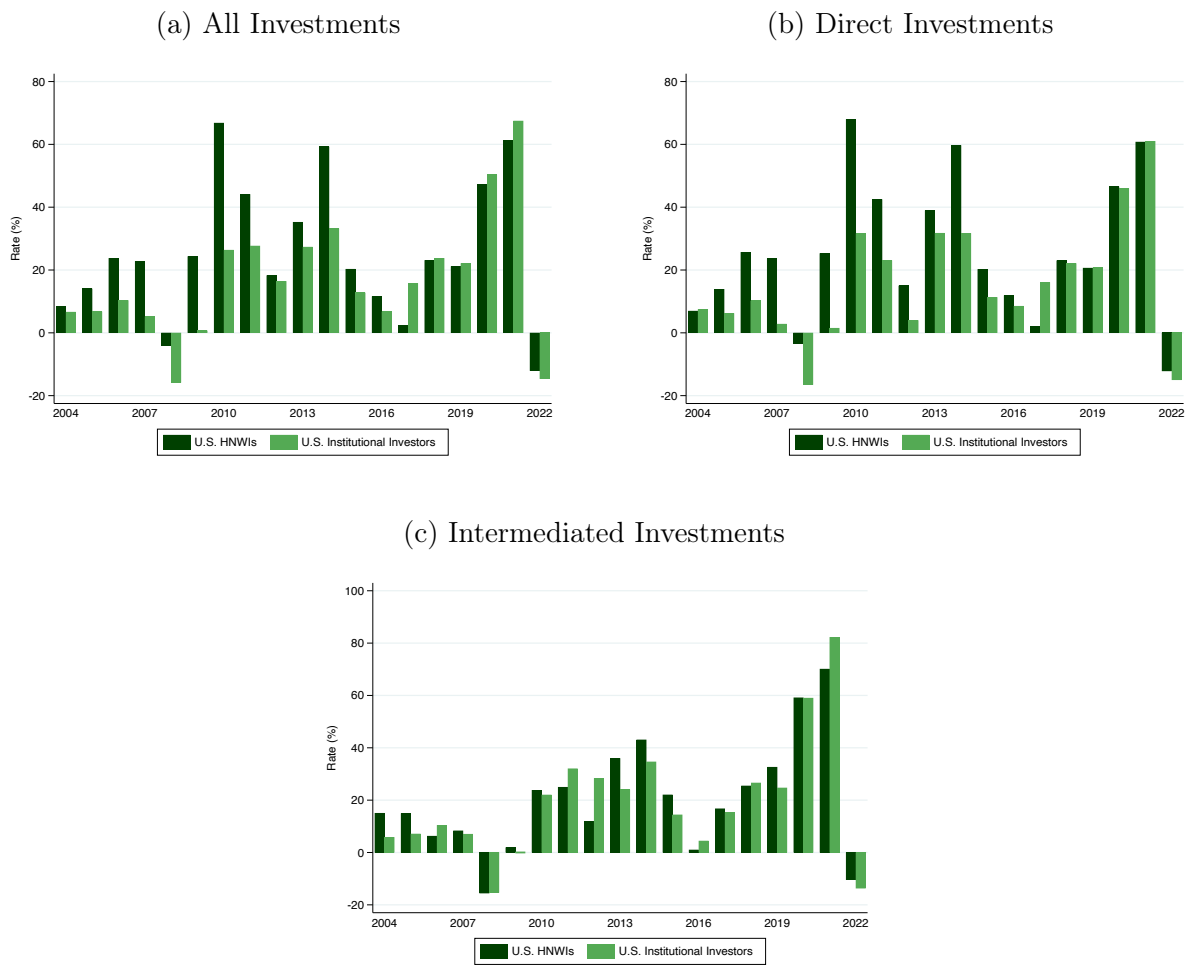 (a) All Investments
80
60
40
20
0
-20
Rate (%)
2004 2007 2010 2013 2016 2019 2022
U.S. HNWIs U.S. Institutional Investors
(b) Direct Investments
80
60
40
20
0
-20
Rate (%)
2004 2007 2010 2013 2016 2019 2022
U.S. HNWIs U.S. Institutional Investors
(c) Intermediated Investments
100
80
60
40
20
0
-20
Rate (%)
2004 2007 2010 2013 2016 2019 2022
U.S. HNWIs U.S. Institutional Investors